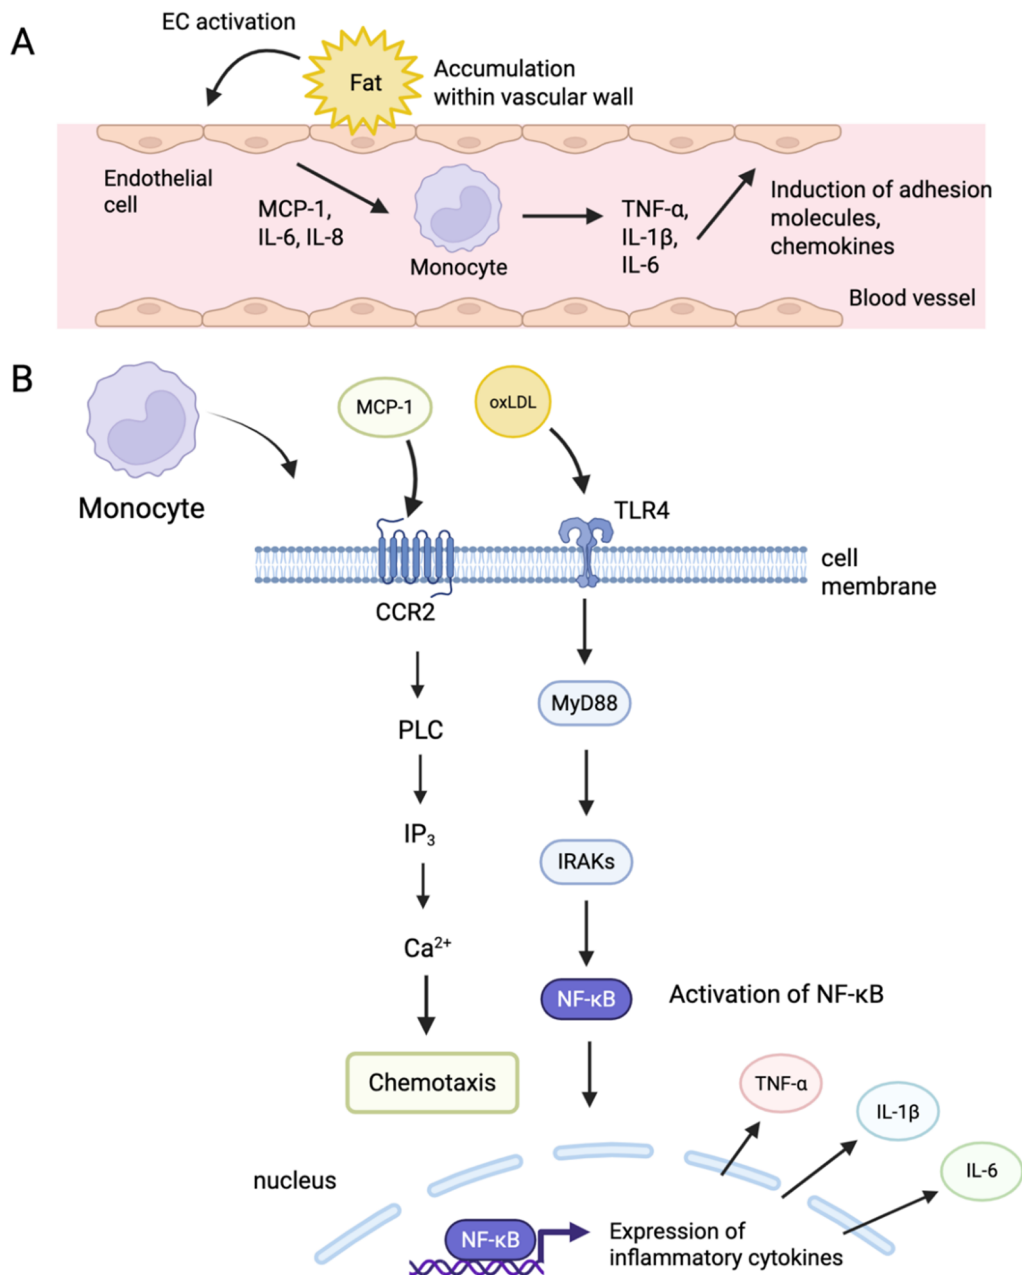 A
EC activation
Fat
Accumulation
within vascular wall
Endothelial
cell
MCP-1,
IL-6, IL-8
Monocyte
TNF-α,
IL-1β,
IL-6
Induction of adhesion
molecules,
chemokines
Blood vessel
B
Monocyte
MCP-1
oxLDL
TLR4
cell
membrane
CCR2
MyD88
PLC
IP₃
IRAKs
Ca²⁺
NF-κB
Activation of NF-κB
Chemotaxis
TNF-α
IL-1β
IL-6
nucleus
NF-κB
Expression of
inflammatory cytokines